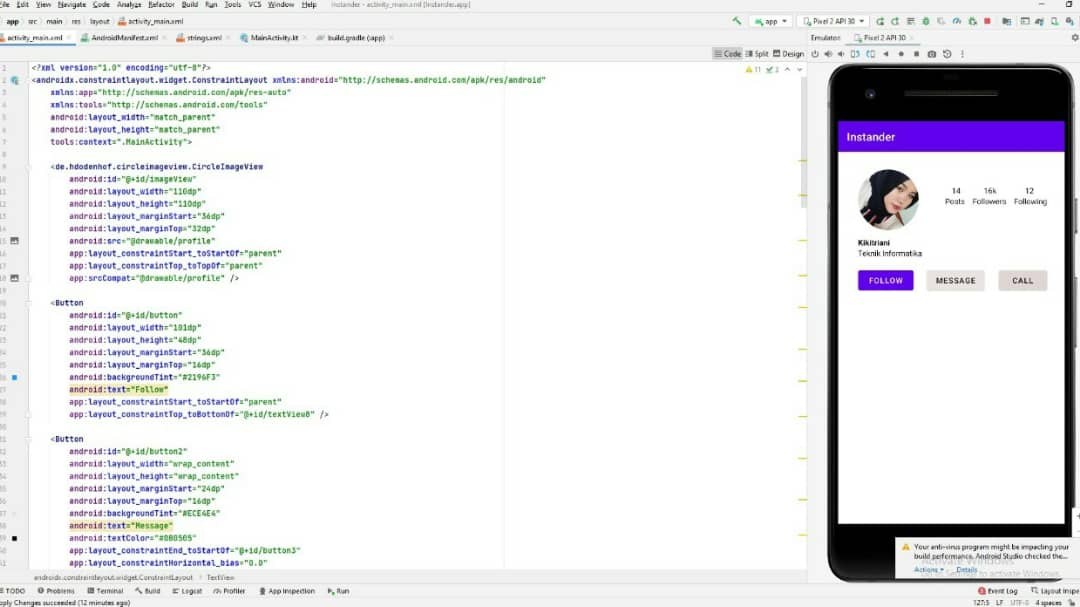 File Edit View Navigate Code Analyze Refactor Build Run Tools VCS Window Help Instander - activity_main.xml [Instander.app]
app src main res layout activity_main.xml
app Pixel 2 API 30
activity_main.xml AndroidManifest.xml strings.xml MainActivity.kt build.gradle (:app)
Emulator: Pixel 2 API 30
Code Split Design
11 2
1 <?xml version="1.0" encoding="utf-8"?>
2 <androidx.constraintlayout.widget.ConstraintLayout xmlns:android="http://schemas.android.com/apk/res/android"
3 xmlns:app="http://schemas.android.com/apk/res-auto"
4 xmlns:tools="http://schemas.android.com/tools"
5 android:layout_width="match_parent"
6 android:layout_height="match_parent"
7 tools:context=".MainActivity">
8
9 <de.hdodenhof.circleimageview.CircleImageView
android:id="@+id/imageView"
android:layout_width="110dp"
android:layout_height="110dp"
android:layout_marginStart="36dp"
android:layout_marginTop="32dp"
android:src="@drawable/profile"
app:layout_constraintStart_toStartOf="parent"
app:layout_constraintTop_toTopOf="parent"
app:srcCompat="@drawable/profile" />
<Button
android:id="@+id/button"
android:layout_width="101dp"
android:layout_height="48dp"
android:layout_marginStart="36dp"
android:layout_marginTop="16dp"
android:backgroundTint="#2196F3"
android:text="Follow"
app:layout_constraintStart_toStartOf="parent"
app:layout_constraintTop_toBottomOf="@+id/textView8" />
<Button
android:id="@+id/button2"
android:layout_width="wrap_content"
android:layout_height="wrap_content"
android:layout_marginStart="24dp"
android:layout_marginTop="16dp"
android:backgroundTint="#ECE4E4"
android:text="Message"
android:textColor="#0B0505"
app:layout_constraintEnd_toStartOf="@+id/button3"
app:layout_constraintHorizontal_bias="0.0"
androidx.constraintlayout.widget.ConstraintLayout TextView
Instander
14 16k 12
Posts Followers Following
Kikitriani
Teknik Informatika
FOLLOW MESSAGE CALL
Your anti-virus program might be impacting your
build performance. Android Studio checked the...
Activate Windows
Actions Details
Go to Settings to activate Windows.
TODO Problems Terminal Build Logcat Profiler App Inspection Run Event Log Layout Inspe
pply Changes succeeded (12 minutes ago) 127:5 LF UTF-8 4 spaces